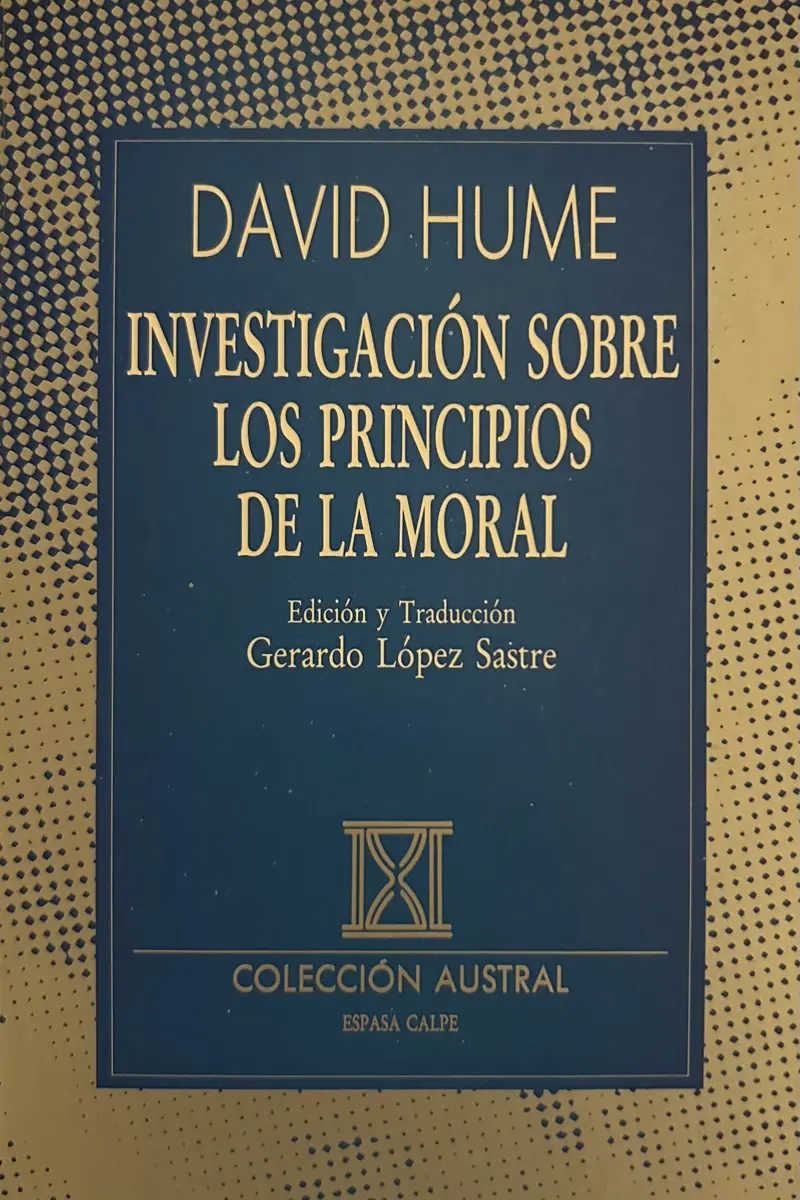 DAVID HUME
INVESTIGACIÓN SOBRE
LOS PRINCIPIOS
DE LA MORAL
Edición y Traducción
Gerardo López Sastre
COLECCIÓN AUSTRAL
ESPASA CALPE